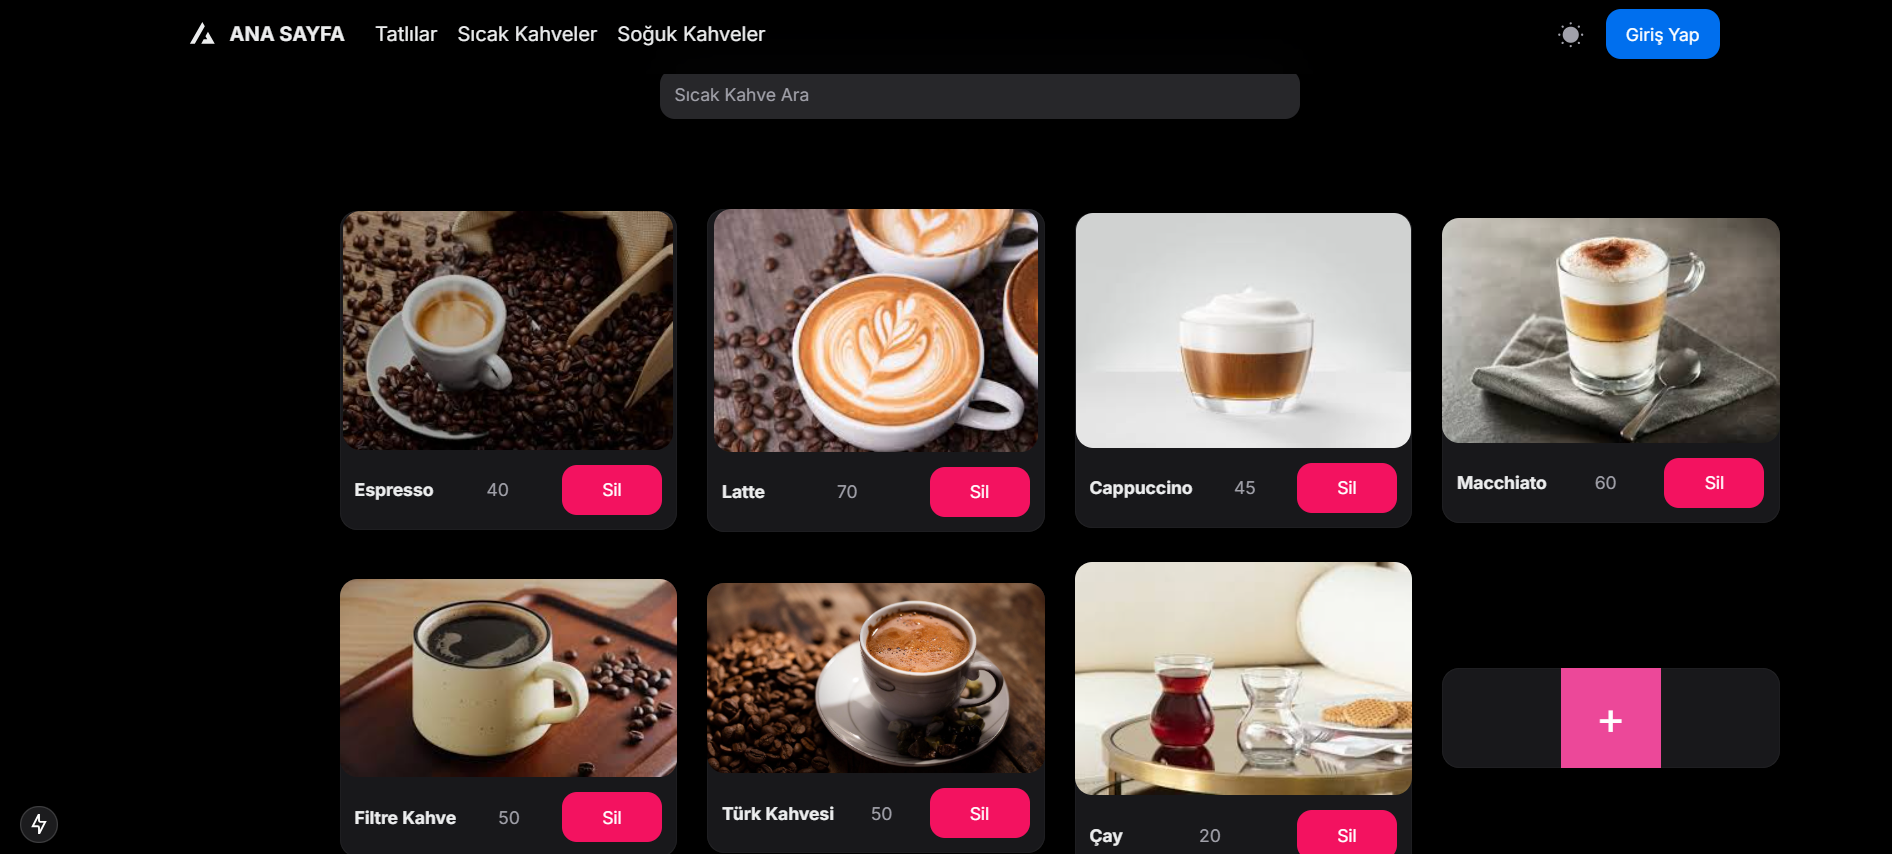 ANA SAYFA Tatlılar Sıcak Kahveler Soğuk Kahveler Giriş Yap
Sıcak Kahve Ara
Espresso 40 Sil
Latte 70 Sil
Cappuccino 45 Sil
Macchiato 60 Sil
+
Filtre Kahve 50 Sil
Türk Kahvesi 50 Sil
Çay 20 Sil